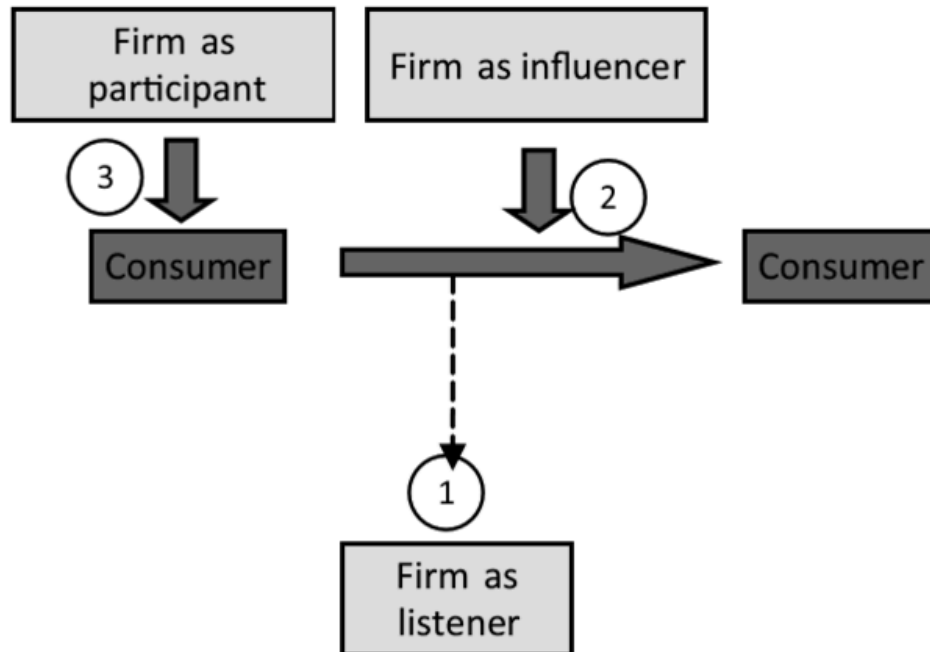 Firm as
participant
Firm as influencer
3
2
Consumer
Consumer
1
Firm as
listener